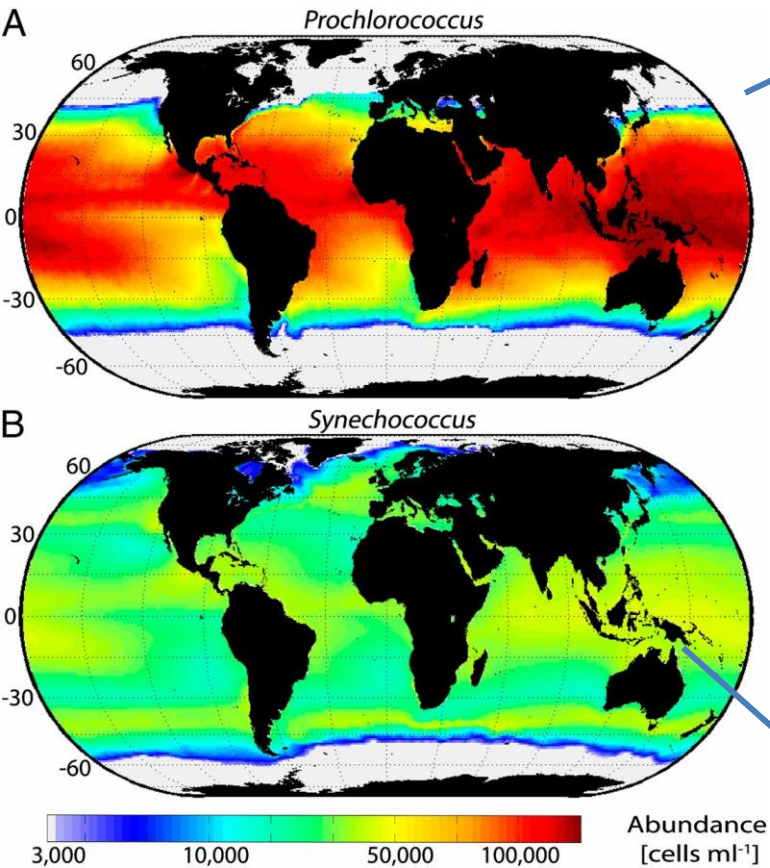 A
Prochlorococcus
60
30
0
-30
-60
B
Synechococcus
60
30
0
-30
-60
3,000 10,000 50,000 100,000
Abundance
[cells ml⁻¹]